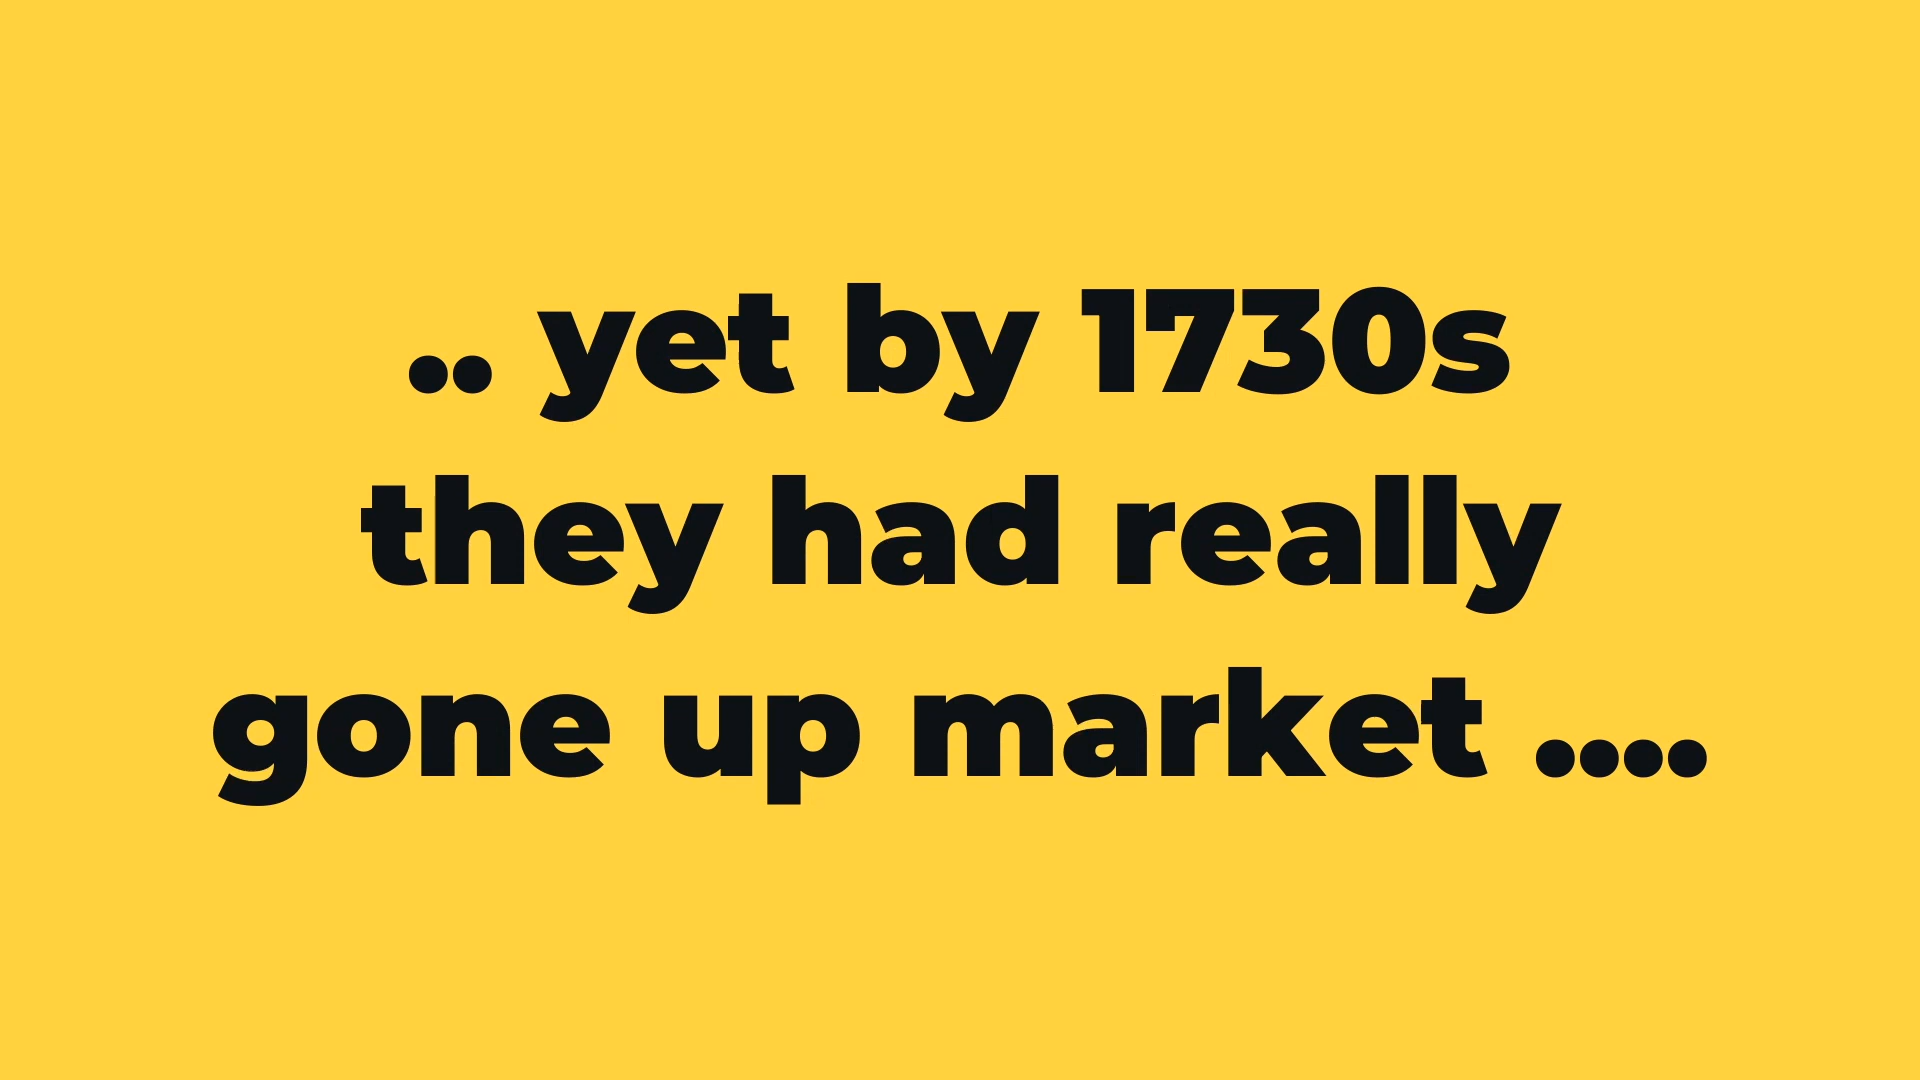 .. yet by 1730s
they had really
gone up market ....